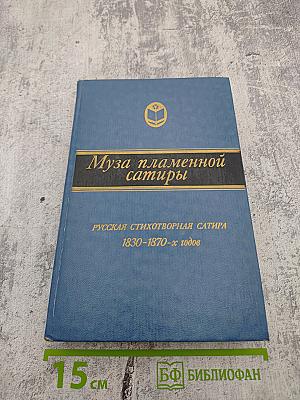 Муза пламенной
сатиры
РУССКАЯ СТИХОТВОРНАЯ САТИРА
1830-1870-х годов
15 см
БФ БИБЛИОФАН